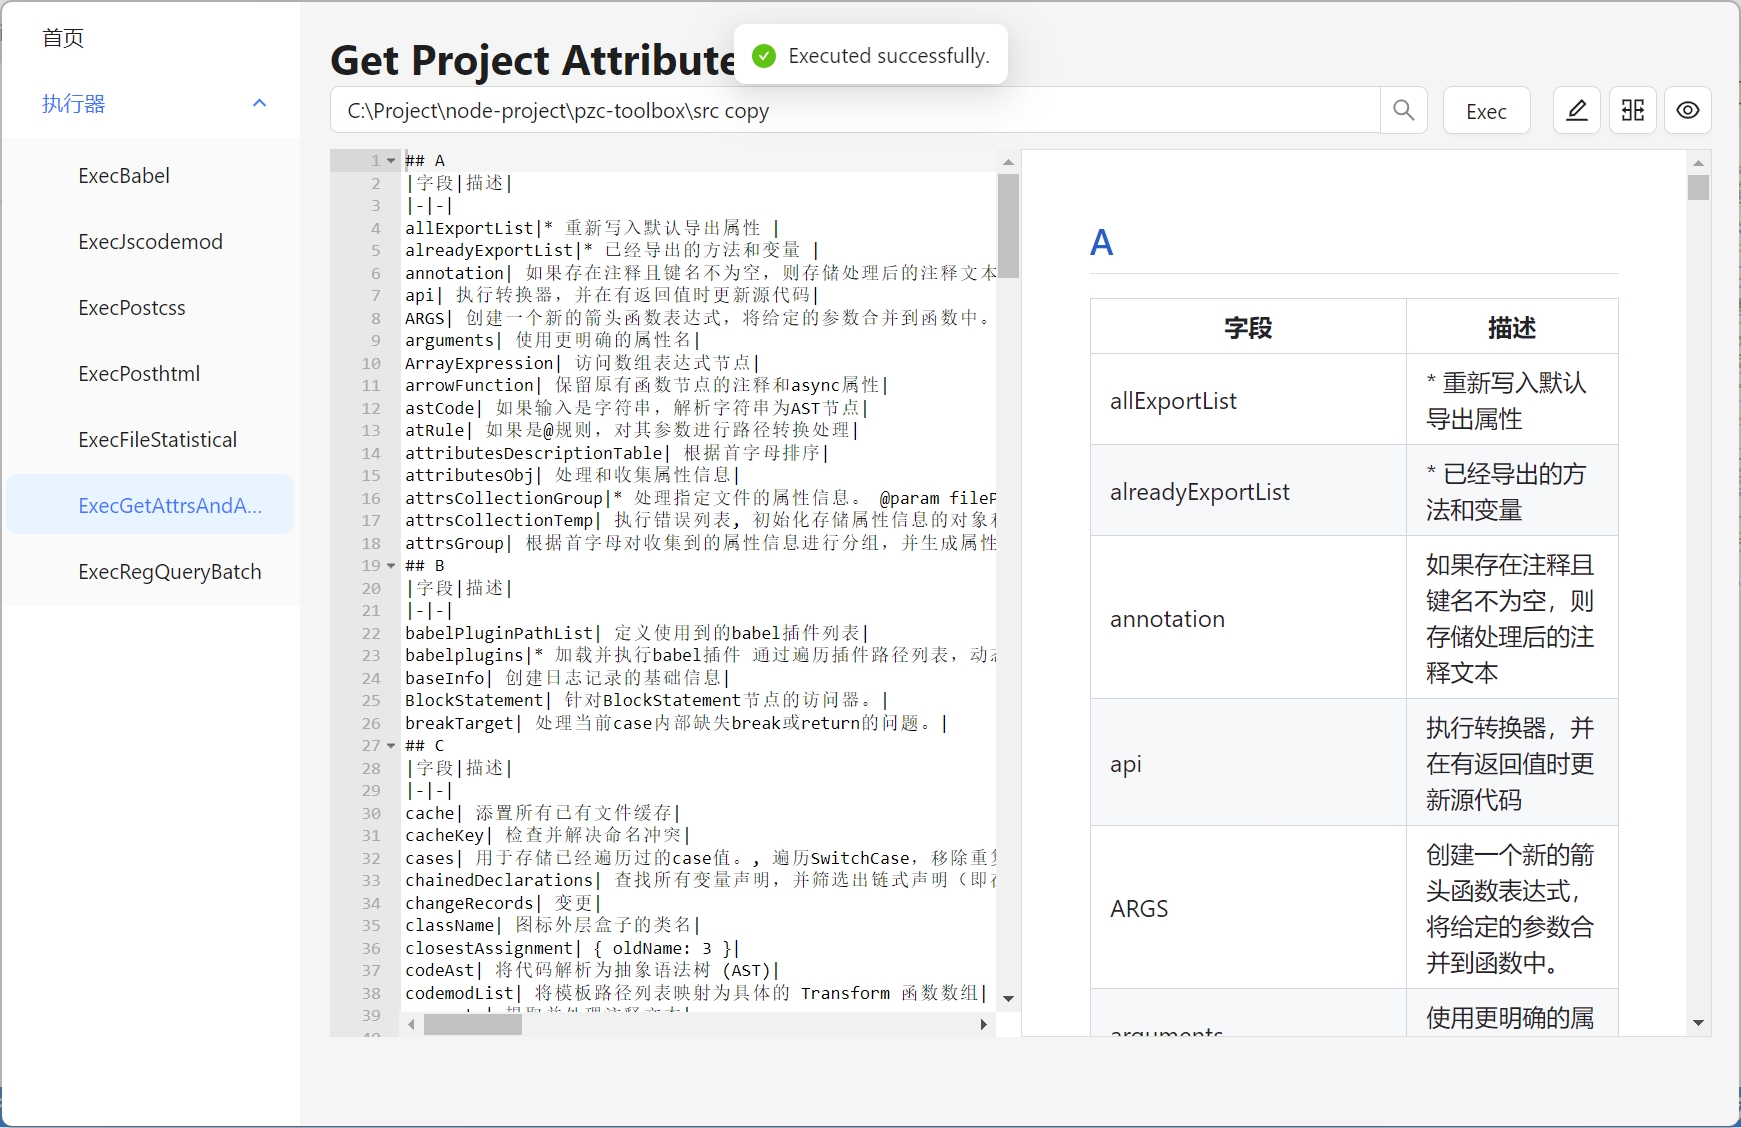 首页
执行器
ExecBabel
ExecJscodemod
ExecPostcss
ExecPosthtml
ExecFileStatistical
ExecGetAttrsAndA...
ExecRegQueryBatch
Get Project Attribute
Executed successfully.
C:\Project\node-project\pzc-toolbox\src copy
Exec
1 ## A
2 |字段|描述|
3 |-|-|
4 allExportList|* 重新写入默认导出属性 |
5 alreadyExportList|* 已经导出的方法和变量 |
6 annotation| 如果存在注释且键名不为空，则存储处理后的注释文本
7 api| 执行转换器，并在有返回值时更新源代码|
8 ARGS| 创建一个新的箭头函数表达式，将给定的参数合并到函数中。
9 arguments| 使用更明确的属性名|
10 ArrayExpression| 访问数组表达式节点|
11 arrowFunction| 保留原有函数节点的注释和async属性|
12 astCode| 如果输入是字符串，解析字符串为AST节点|
13 atRule| 如果是@规则，对其参数进行路径转换处理|
14 attributesDescriptionTable| 根据首字母排序|
15 attributesObj| 处理和收集属性信息|
16 attrsCollectionGroup|* 处理指定文件的属性信息。 @param fileP
17 attrsCollectionTemp| 执行错误列表, 初始化存储属性信息的对象
18 attrsGroup| 根据首字母对收集到的属性信息进行分组，并生成属性
19 ## B
20 |字段|描述|
21 |-|-|
22 babelPluginPathList| 定义使用到的babel插件列表|
23 babelplugins|* 加载并执行babel插件 通过遍历插件路径列表，动态
24 baseInfo| 创建日志记录的基础信息|
25 BlockStatement| 针对BlockStatement节点的访问器。|
26 breakTarget| 处理当前case内部缺失break或return的问题。|
27 ## C
28 |字段|描述|
29 |-|-|
30 cache| 添置所有已有文件缓存|
31 cacheKey| 检查并解决命名冲突|
32 cases| 用于存储已经遍历过的case值。, 遍历SwitchCase，移除重复
33 chainedDeclarations| 查找所有变量声明，并筛选出链式声明（即在
34 changeRecords| 变更|
35 className| 图标外层盒子的类名|
36 closestAssignment| { oldName: 3 }|
37 codeAst| 将代码解析为抽象语法树 (AST)|
38 codemodList| 将模板路径列表映射为具体的 Transform 函数数组|
39
A
字段 描述
allExportList
* 重新写入默认
导出属性
alreadyExportList
* 已经导出的方
法和变量
annotation
如果存在注释且
键名不为空，则
存储处理后的注
释文本
api
执行转换器，并
在有返回值时更
新源代码
ARGS
创建一个新的箭
头函数表达式，
将给定的参数合
并到函数中。
arguments
使用更明确的属